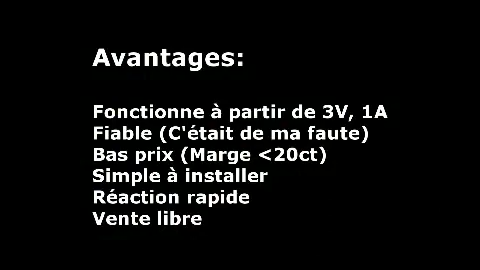 Avantages:
Fonctionne à partir de 3V, 1A
Fiable (C'était de ma faute)
Bas prix (Marge <20ct)
Simple à installer
Réaction rapide
Vente libre